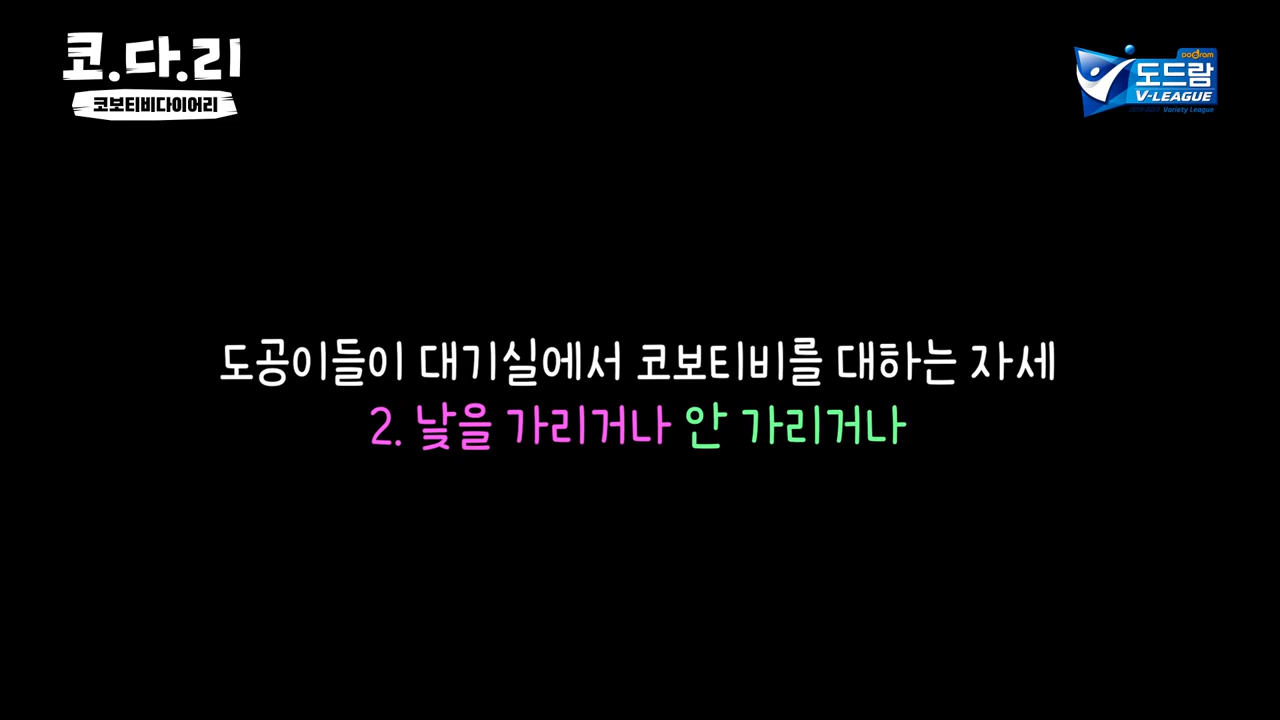 코.다.리
코보티비다이어리
dodram
도드람
V-LEAGUE
Variety League
도공이들이 대기실에서 코보티비를 대하는 자세
2. 낯을 가리거나 안 가리거나